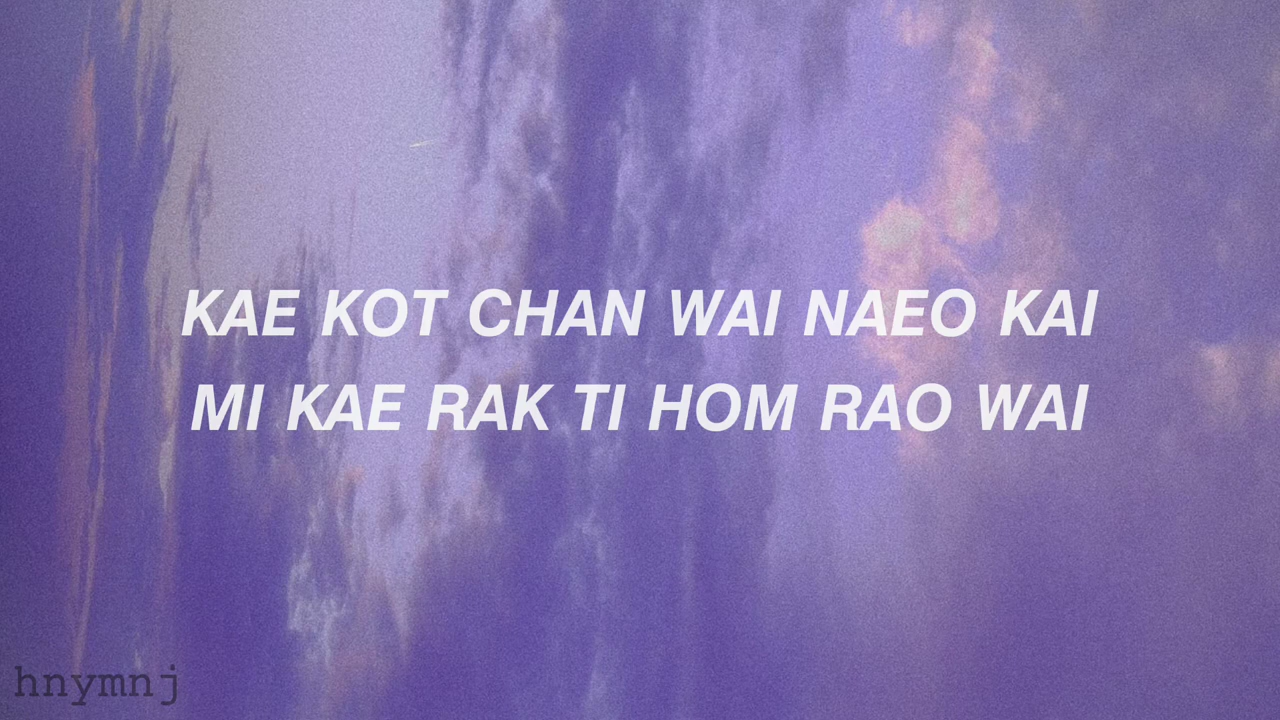 KAE KOT CHAN WAI NAEO KAI
MI KAE RAK TI HOM RAO WAI
hnymnj